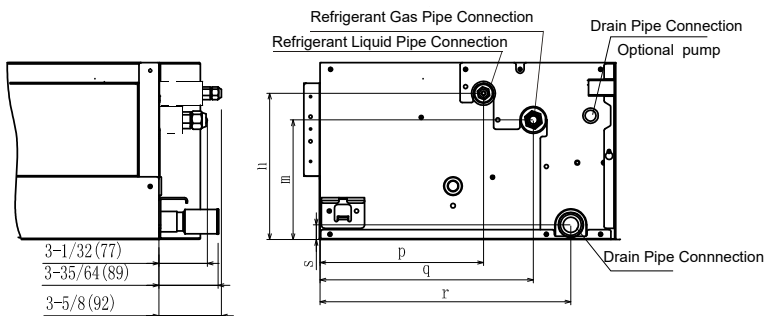 Refrigerant Gas Pipe Connection
Refrigerant Liquid Pipe Connection
Drain Pipe Connection
Optional pump
h
m
s
p
q
r
3-1/32(77)
3-35/64(89)
3-5/8(92)
Drain Pipe Connnection